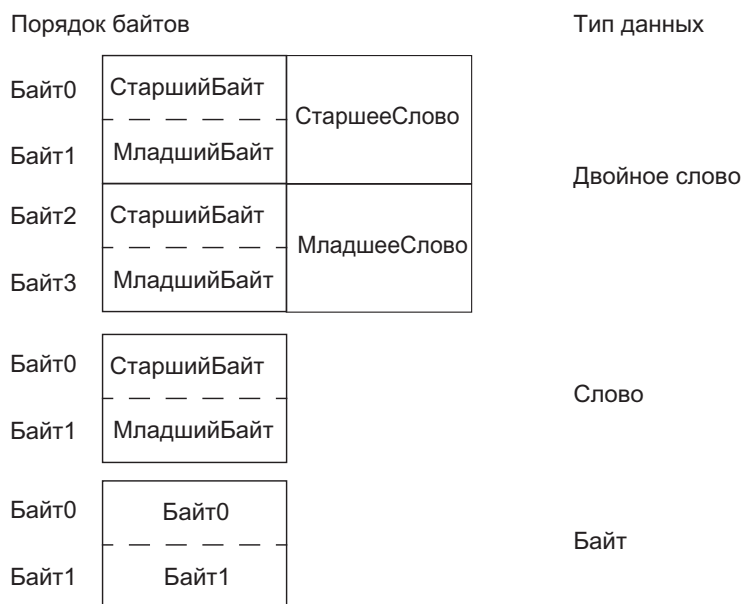 Порядок байтов Тип данных
Байт0 СтаршийБайт
СтаршееСлово
Байт1 МладшийБайт
Двойное слово
Байт2 СтаршийБайт
МладшееСлово
Байт3 МладшийБайт
Байт0 СтаршийБайт
Слово
Байт1 МладшийБайт
Байт0 Байт0
Байт
Байт1 Байт1